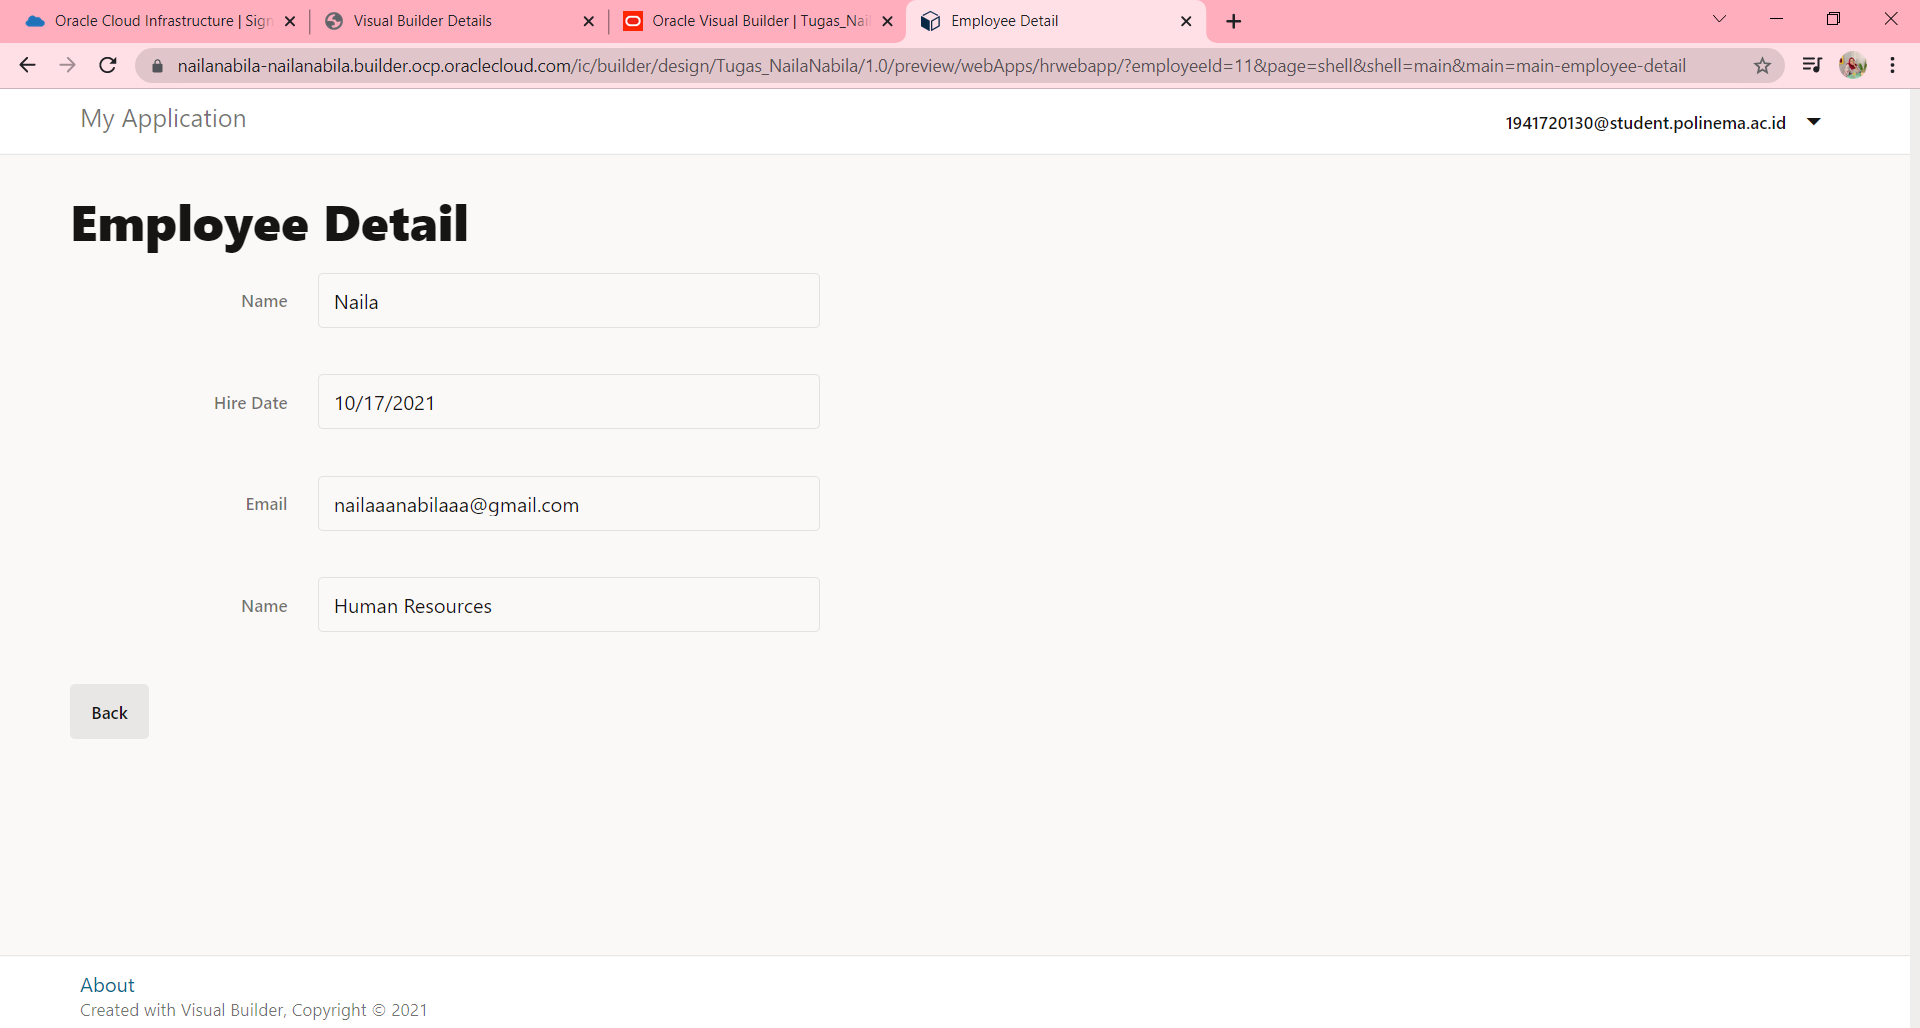 Oracle Cloud Infrastructure | Sign
Visual Builder Details
Oracle Visual Builder | Tugas_Nail
Employee Detail
nailanabila-nailanabila.builder.ocp.oraclecloud.com/ic/builder/design/Tugas_NailaNabila/1.0/preview/webApps/hrwebapp/?employeeId=11&page=shell&shell=main&main=main-employee-detail
My Application
1941720130@student.polinema.ac.id
Employee Detail
Name
Naila
Hire Date
10/17/2021
Email
nailaaanabilaaa@gmail.com
Name
Human Resources
Back
About
Created with Visual Builder, Copyright © 2021